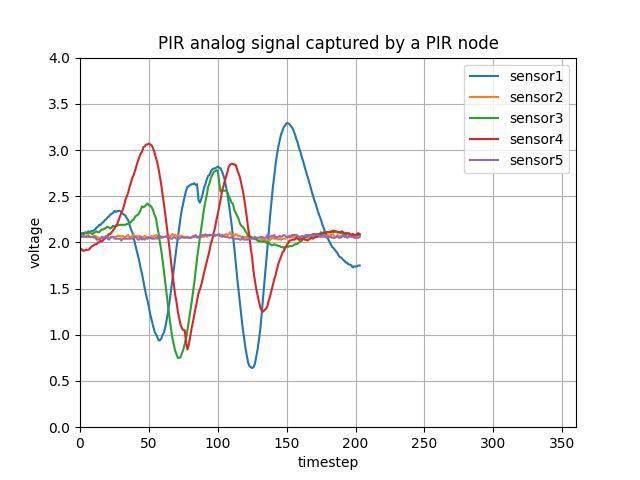 PIR analog signal captured by a PIR node
4.0
3.5
3.0
2.5
2.0
1.5
1.0
0.5
0.0
voltage
sensor1
sensor2
sensor3
sensor4
sensor5
0 50 100 150 200 250 300 350
timestep